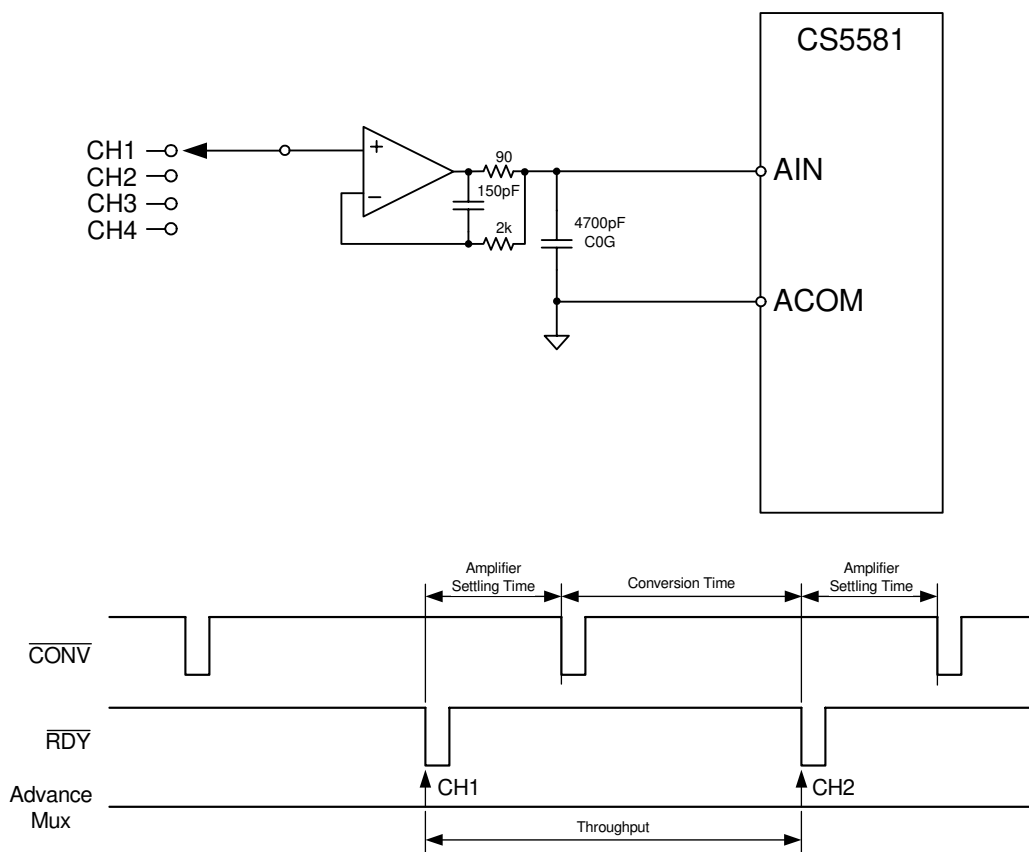 CS5581
CH1
CH2
CH3
CH4
+
−
90
150pF
2k
4700pF
C0G
AIN
ACOM
Amplifier
Settling Time
Conversion Time
Amplifier
Settling Time
CONV
RDY
Advance
Mux
CH1
CH2
Throughput